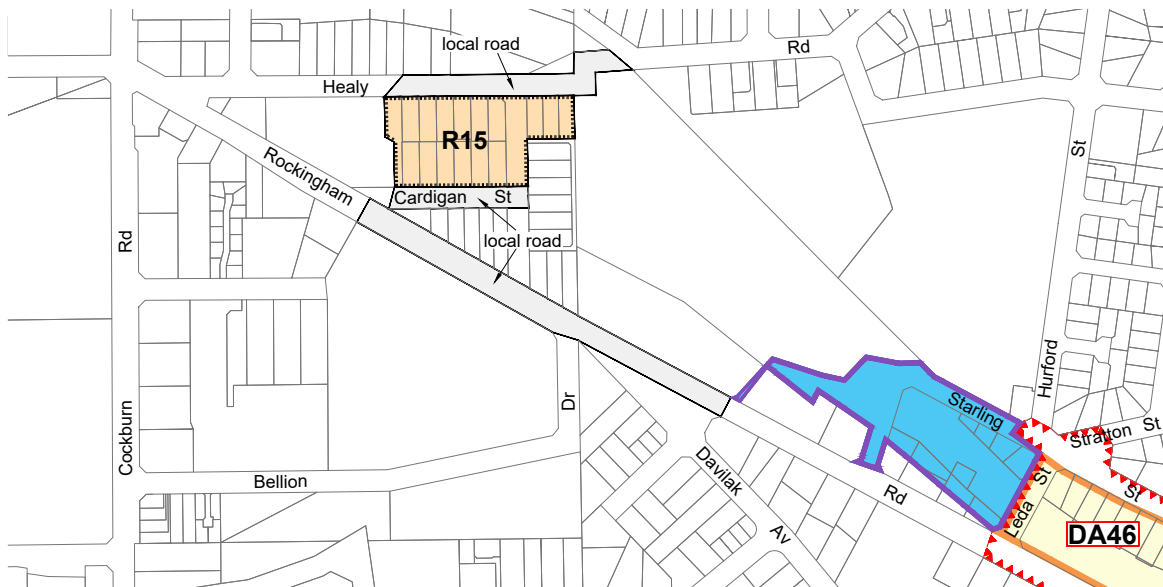 local road
Rd
Healy
R15
St
Rockingham
Cardigan St
Rd
local road
Hurford
Dr
Starling
Stratton St
Cockburn
Davilak
St
Bellion
Rd
St
Leda
Av
DA46